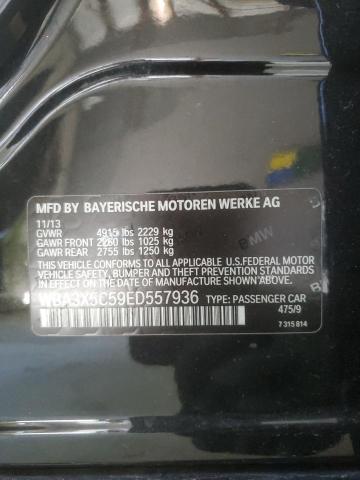 MFD BY BAYERISCHE MOTOREN WERKE AG
11/13
GVWR 4915 lbs 2229 kg
GAWR FRONT 2260 lbs 1025 kg
GAWR REAR 2755 lbs 1250 kg
THIS VEHICLE CONFORMS TO ALL APPLICABLE
U.S.FEDERAL MOTOR VEHICLE SAFETY,
BUMPER, AND THEFT PREVENTION STANDARDS IN
EFFECT ON THE DATE OF MANUFACTURE SHOWN ABOVE.
WBA3X5C59ED557936 TYPE: PASSENGER CAR
475/9
7 315 814
BMW